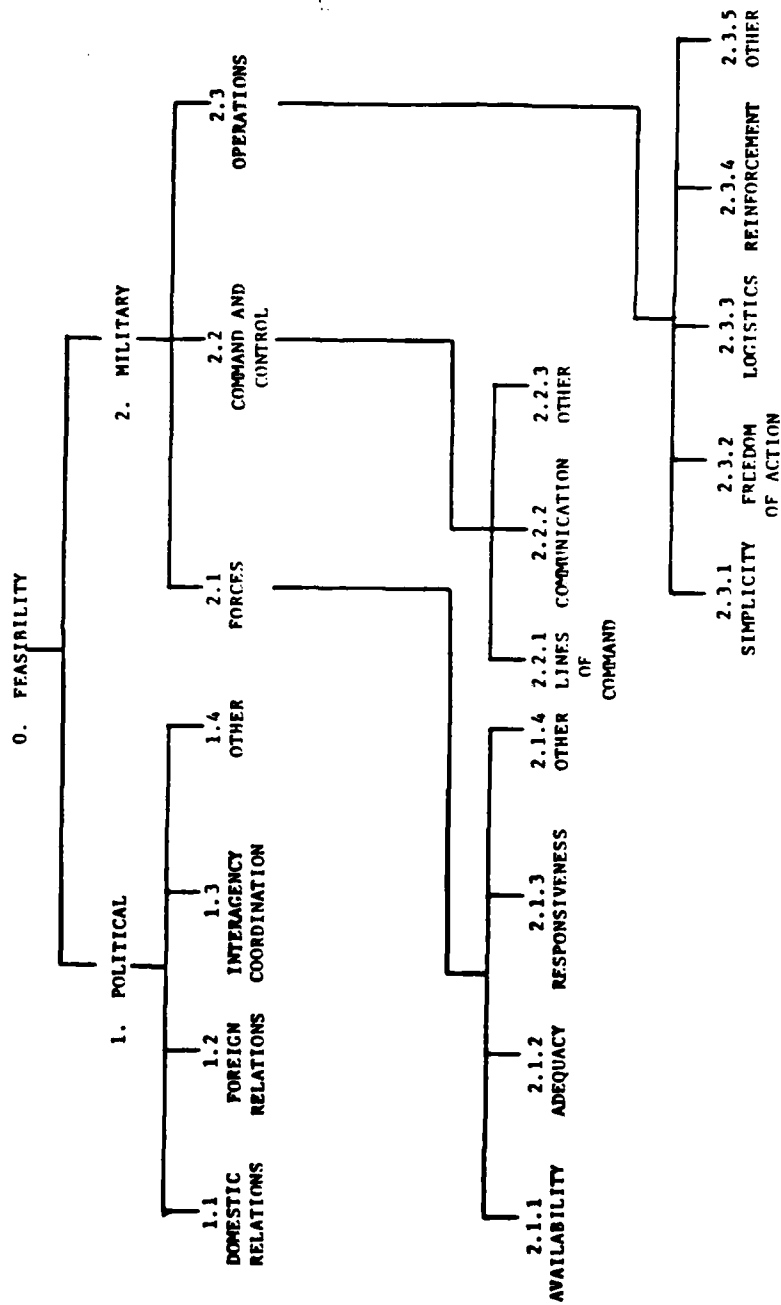 0. FEASIBILITY
1. POLITICAL
2. MILITARY
1.1
DOMESTIC
RELATIONS
1.2
FOREIGN
RELATIONS
1.3
INTERAGENCY
COORDINATION
1.4
OTHER
2.1
FORCES
2.2
COMMAND AND
CONTROL
2.3
OPERATIONS
2.1.1
AVAILABILITY
2.1.2
ADEQUACY
2.1.3
RESPONSIVENESS
2.1.4
OTHER
2.2.1
LINES
OF
COMMAND
2.2.2
COMMUNICATION
2.2.3
OTHER
2.3.1
SIMPLICITY
2.3.2
FREEDOM
OF ACTION
2.3.3
LOGISTICS
2.3.4
REINFORCEMENT
2.3.5
OTHER